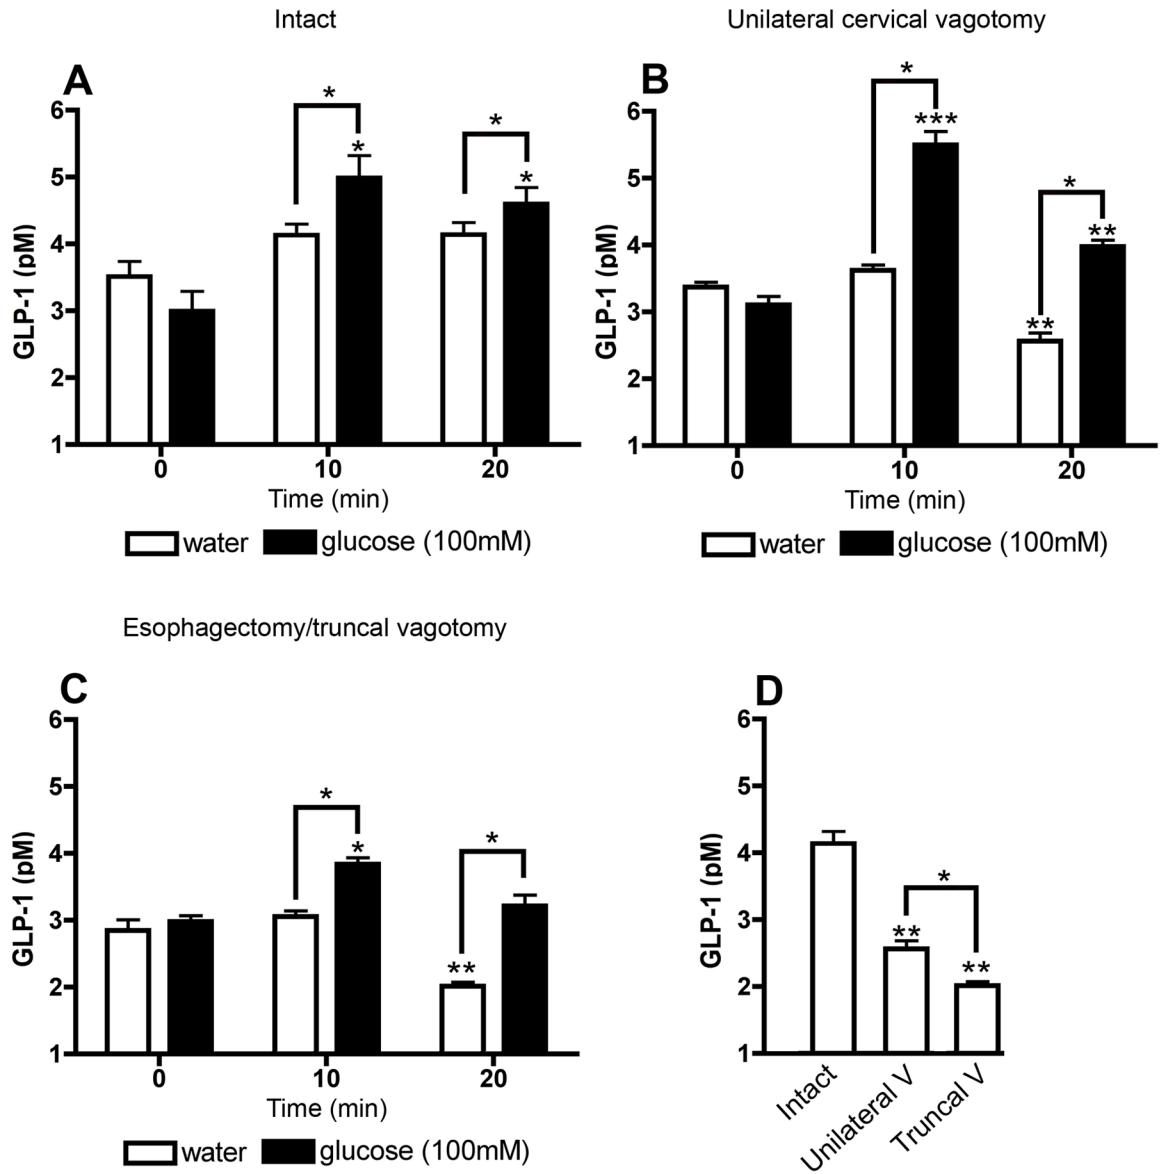 Intact
Unilateral cervical vagotomy
A
B
GLP-1 (pM)
6
5
4
3
2
1
*
*
*
*
0
10
20
Time (min)
water
glucose (100mM)
GLP-1 (pM)
6
5
4
3
2
1
*
***
*
**
**
0
10
20
Time (min)
water
glucose (100mM)
Esophagectomy/truncal vagotomy
C
D
GLP-1 (pM)
6
5
4
3
2
1
*
*
*
**
0
10
20
Time (min)
water
glucose (100mM)
GLP-1 (pM)
6
5
4
3
2
1
*
**
**
Intact
Unilateral V
Truncal V